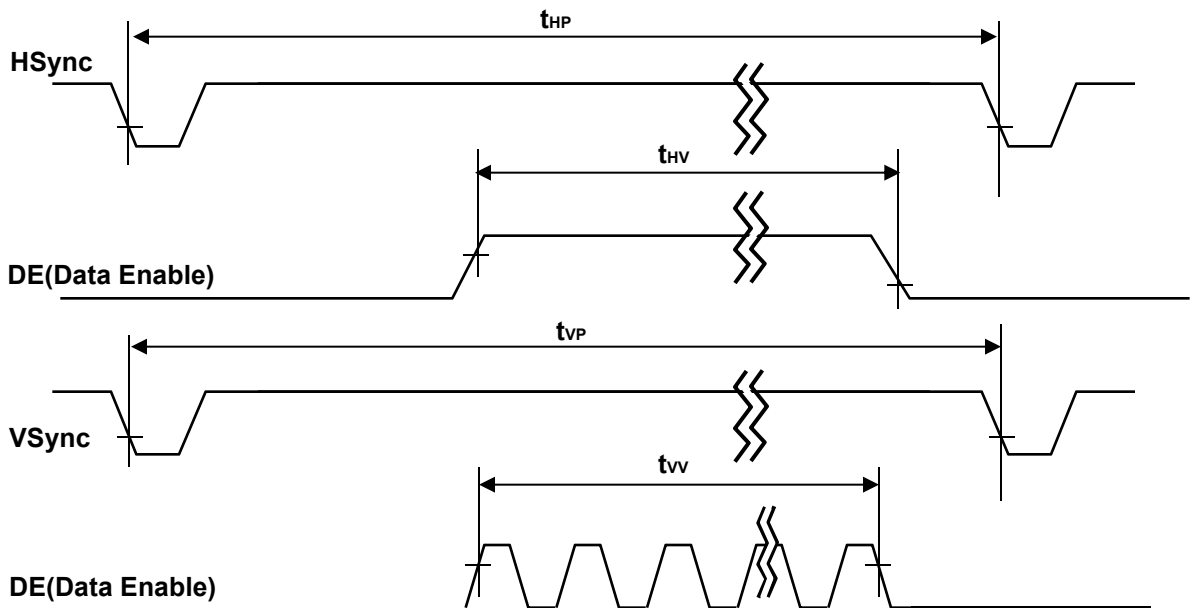 tHP
HSync
tHV
DE(Data Enable)
tVP
VSync
tVV
DE(Data Enable)